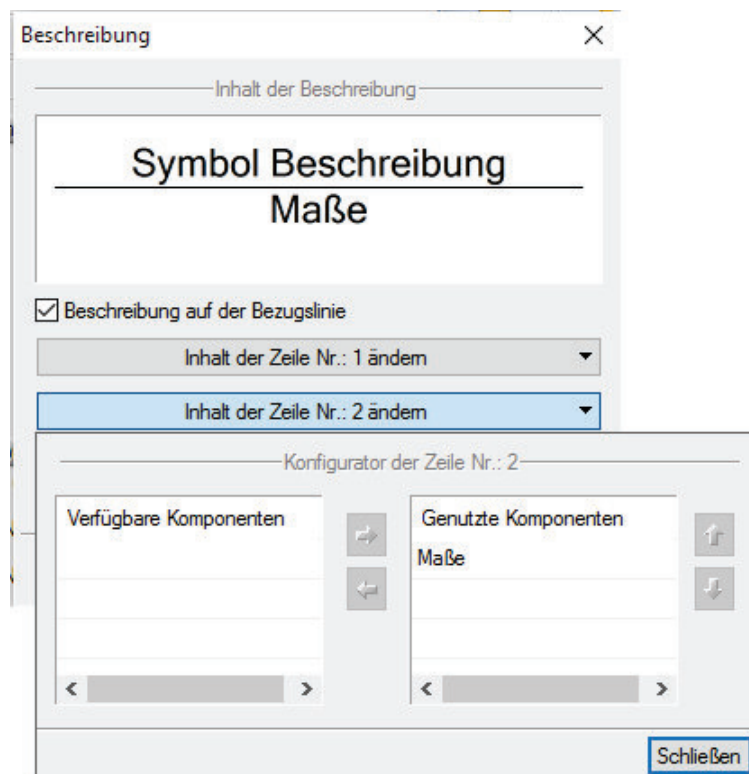 Beschreibung
Inhalt der Beschreibung
Symbol Beschreibung
Maße
Beschreibung auf der Bezugslinie
Inhalt der Zeile Nr.: 1 ändern
Inhalt der Zeile Nr.: 2 ändern
Konfigurator der Zeile Nr.: 2
Verfügbare Komponenten
Genutzte Komponenten
Maße
Schließen